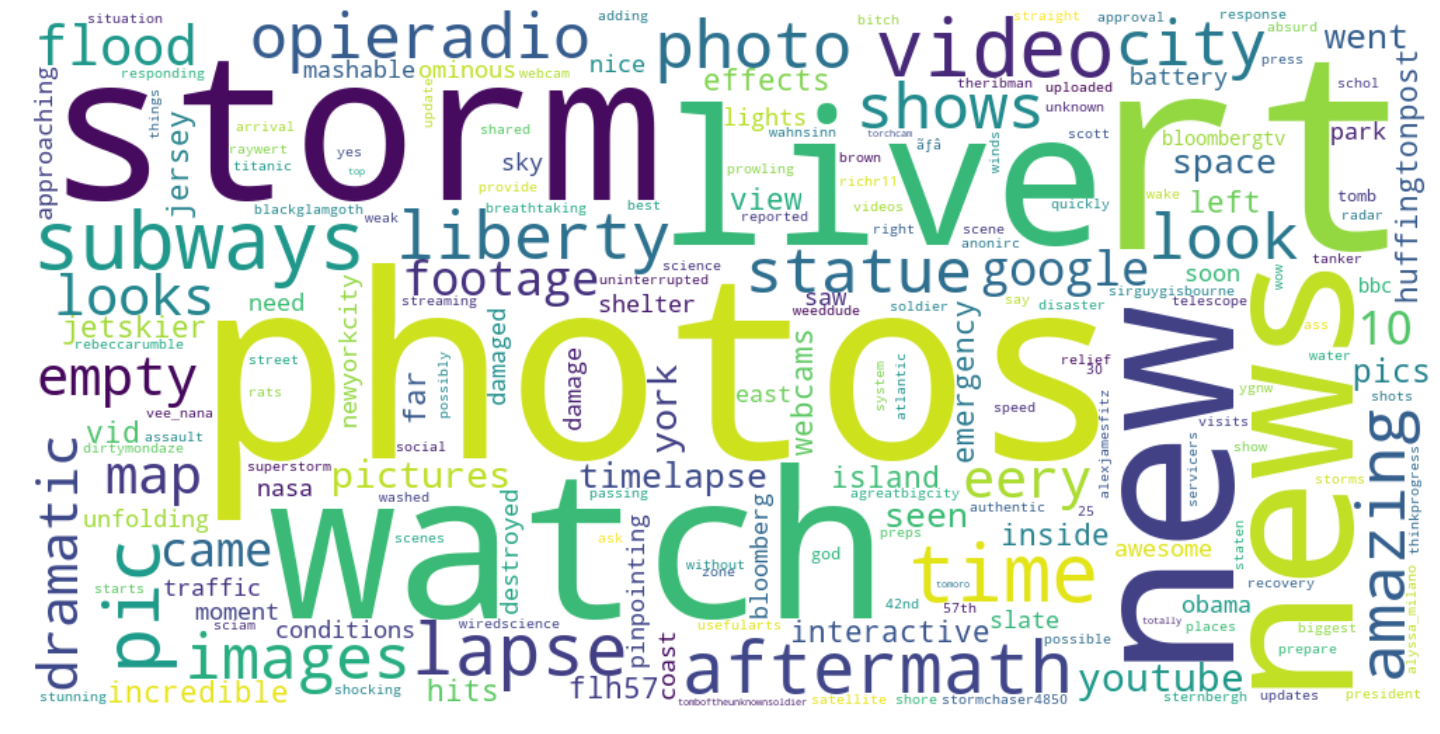 situation
adding
bitch
straight
approval
response
absurd
flood
opieradio
photo
video
city
went
responding
mashable
ominous
webcam
nice
effects
battery
press
approaching
things
jersey
storm
update
live
shows
theribman
uploaded
unknown
rt
schol
huffingtonpost
arrival
raywert
titanic
yes
top
shared
sky
lights
wahnsinn
torchcam
ãƒâ
winds
scott
bloombergtv
park
prowling
brown
richr11
space
provide
view
wake
left
tomb
blackglamgoth
weak
breathtaking
best
reported
videos
quickly
radar
subways
liberty
right
scene
anonirc
look
tanker
looks
footage
science
uninterrupted
statue
google
soon
wow
bbc
need
streaming
shelter
saw
weeddude
soldier
say
disaster
sirguygisbourne
telescope
jetskier
rebeccarumble
newyorkcity
photos
damaged
emergency
new
news
ass
10
street
water
empty
rats
far
possibly
damage
york
east
webcams
system
atlantic
speed
relief
30
ygnw
pics
shots
vee_nana
vid
assault
dirtymondaze
social
alexjamesfitz
visits
show
amazing
dramatic
map
superstorm
nasa
pictures
timelapse
island
eery
servicers
storms
thinkprogress
washed
passing
agreatbigcity
authentic
25
unfolding
watch
scenes
destroyed
ask
pinpointing
bloomberg
seen
preps
inside
awesome
staten
pic
came
without
zone
god
time
tomoro
recovery
starts
traffic
moment
42nd
57th
slate
obama
places
totally
sciam
conditions
wiredscience
usefularts
interactive
possible
biggest
prepare
alyssa_milano
images
lapse
coast
aftermath
youtube
stunning
incredible
shocking
hits
flh57
tomboftheunknownsoldier
satellite
shore
stormchaser4850
sternbergh
updates
president